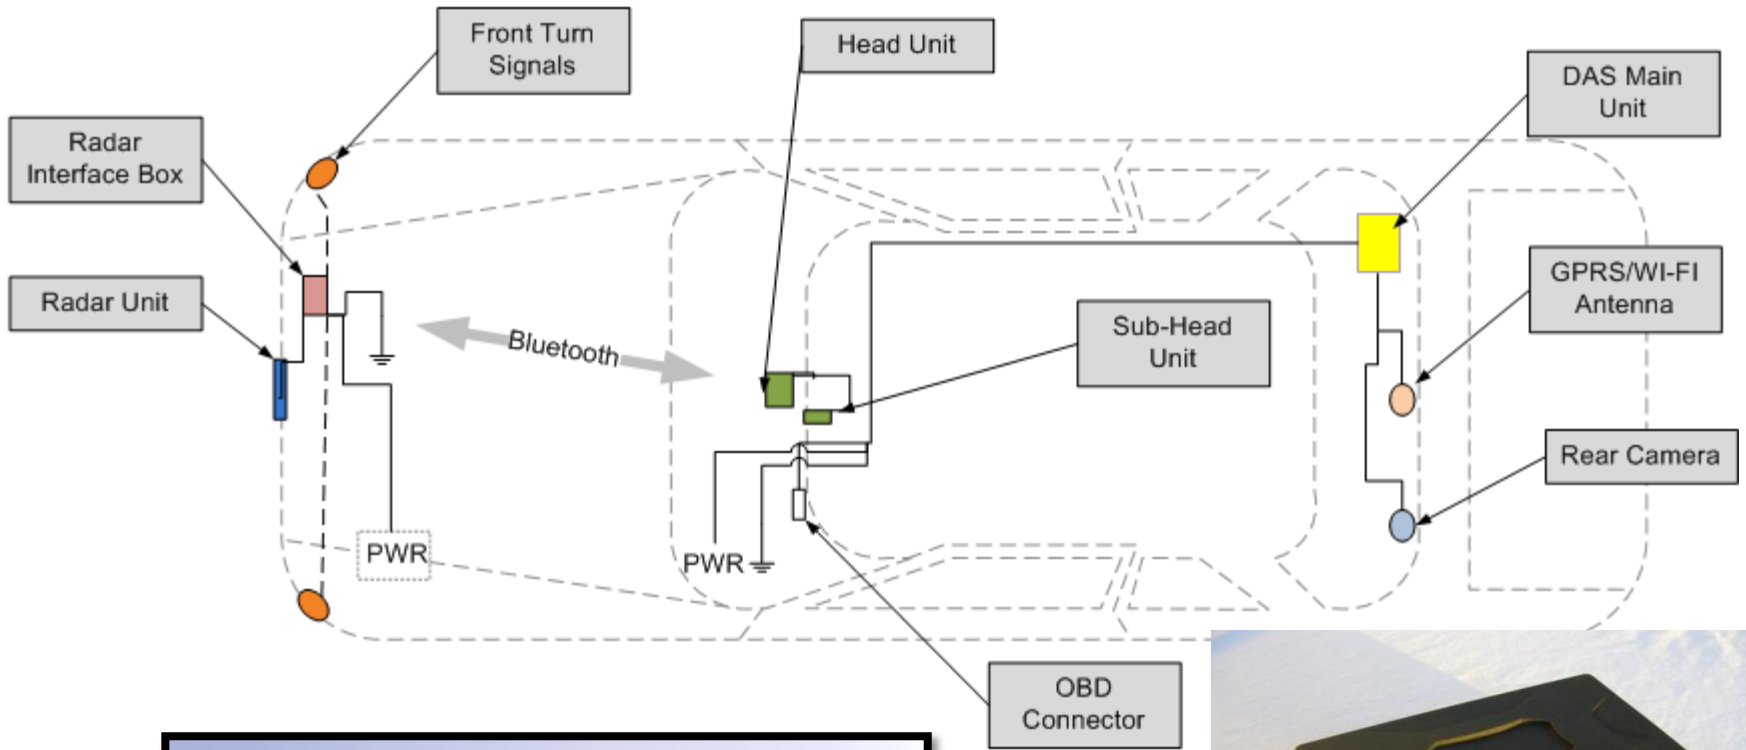 Front Turn
Signals
Head Unit
DAS Main
Unit
Radar
Interface Box
GPRS/WI-FI
Antenna
Radar Unit
Bluetooth
Sub-Head
Unit
Rear Camera
PWR
PWR
OBD
Connector